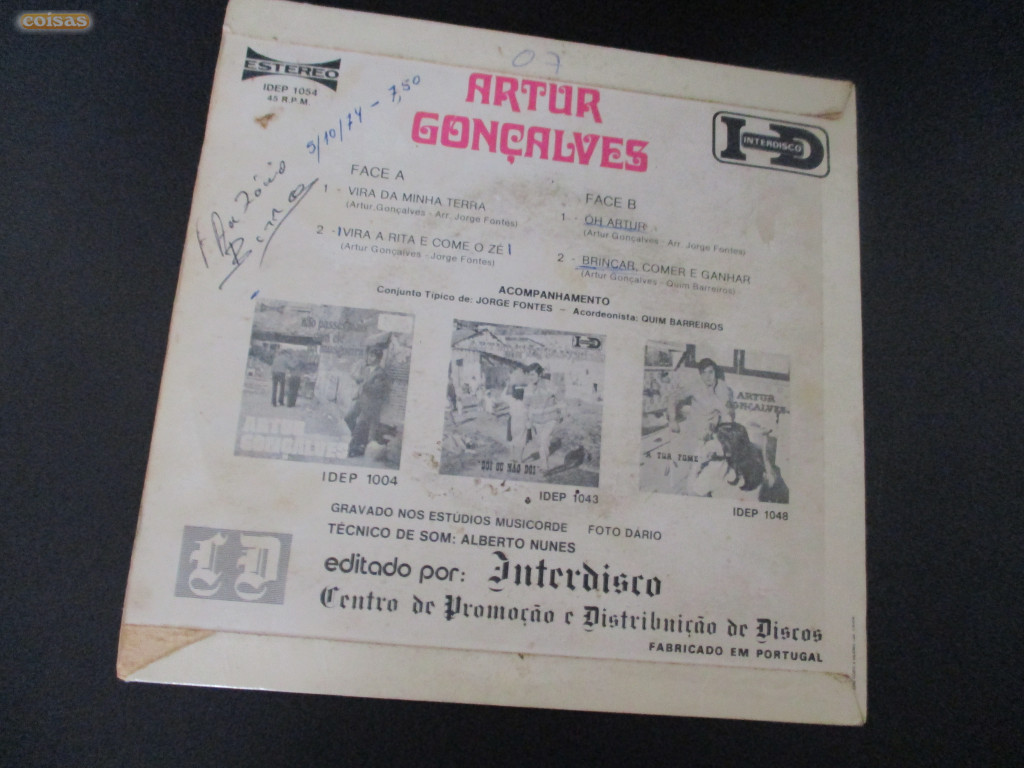 coisas
07
ESTEREO
IDEP 1054
45 R.P.M.
5/10/74 - 7,50
ARTUR
GONÇALVES
INTERDISCO
FACE A
1 - VIRA DA MINHA TERRA
(Artur Gonçalves - Arr. Jorge Fontes)
2 - VIRA A RITA E COME O ZÉ
(Artur Gonçalves - Jorge Fontes)
FACE B
1 - ÓH ARTUR
(Artur Gonçalves - Arr. Jorge Fontes)
2 - BRINCAR, COMER E GANHAR
(Artur Gonçalves - Quim Barreiros)
ACOMPANHAMENTO
Conjunto Típico de: JORGE FONTES - Acordeonista: QUIM BARREIROS
ARTUR
GONÇALVES
IDEP 1004
"DOI OU NÃO DOI"
IDEP 1043
ARTUR
GONÇALVES
A TUA FOME
IDEP 1048
GRAVADO NOS ESTÚDIOS MUSICORDE FOTO DARIO
TÉCNICO DE SOM: ALBERTO NUNES
editado por: Interdisco
Centro de Promoção e Distribuição de Discos
FABRICADO EM PORTUGAL